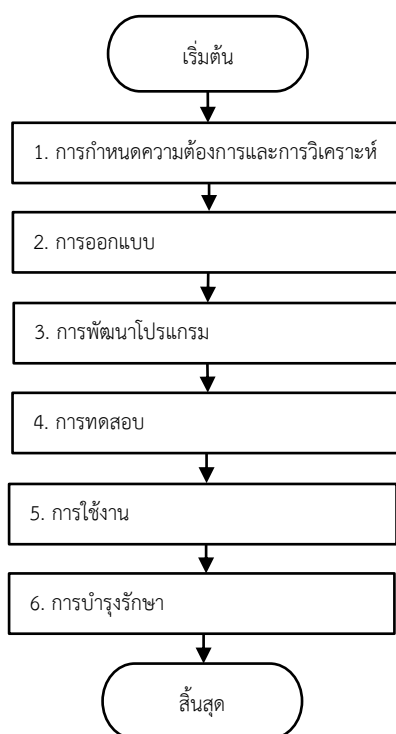 เริ่มต้น
1. การกำหนดความต้องการและการวิเคราะห์
2. การออกแบบ
3. การพัฒนาโปรแกรม
4. การทดสอบ
5. การใช้งาน
6. การบำรุงรักษา
สิ้นสุด